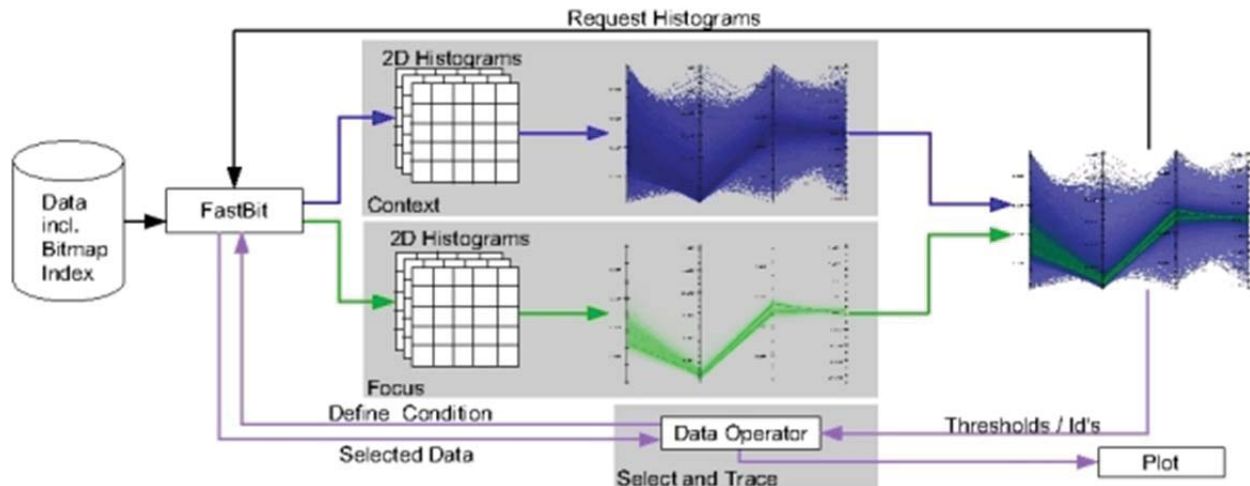 Request Histograms
2D Histograms
Context
Data
incl.
Bitmap
Index
FastBit
2D Histograms
Focus
Define Condition
Selected Data
Data Operator
Select and Trace
Thresholds / Id's
Plot